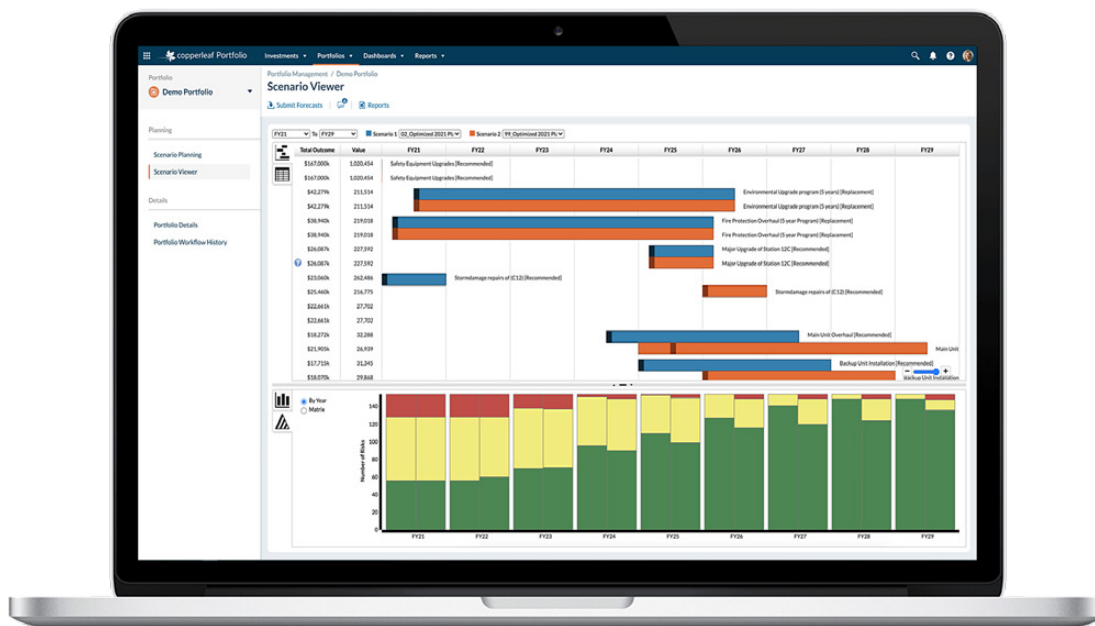 copperleaf Portfolio
Investments Portfolios Dashboards Reports
Portfolio
Demo Portfolio
Planning
Scenario Planning
Scenario Viewer
Details
Portfolio Details
Portfolio Workflow History
Portfolio Management / Demo Portfolio
Scenario Viewer
Submit Forecasts Reports
FY21 To FY29 Scenario 1 02_Optimized 2021 PL Scenario 2 99_Optimized 2021 PL
Total Outcome Value FY21 FY22 FY23 FY24 FY25 FY26 FY27 FY28 FY29
$167,000k 1,020,454 Safety Equipment Upgrades [Recommended]
$167,000k 1,020,454 Safety Equipment Upgrades [Recommended]
$42,279k 211,514 Environmental Upgrade program (5 years) [Replacement]
$42,279k 211,514 Environmental Upgrade program (5 years) [Replacement]
$38,940k 219,018 Fire Protection Overhaul (5 year Program) [Replacement]
$38,940k 219,018 Fire Protection Overhaul (5 year Program) [Replacement]
$26,087k 227,592 Major Upgrade of Station 12C [Recommended]
$26,087k 227,592 Major Upgrade of Station 12C [Recommended]
$23,060k 262,486 Stormdamage repairs of (C12) [Recommended]
$25,460k 216,775 Stormdamage repairs of (C12) [Recommended]
$22,661k 27,702
$22,661k 27,702
$18,272k 32,288 Main Unit Overhaul [Recommended]
$21,905k 26,939 Main Unit
$17,715k 31,345 Backup Unit Installation [Recommended]
$18,070k 29,868 Backup Unit Installation
By Year
Matrix
Number of Risks
140
120
100
80
60
40
20
0
FY21 FY22 FY23 FY24 FY25 FY26 FY27 FY28 FY29